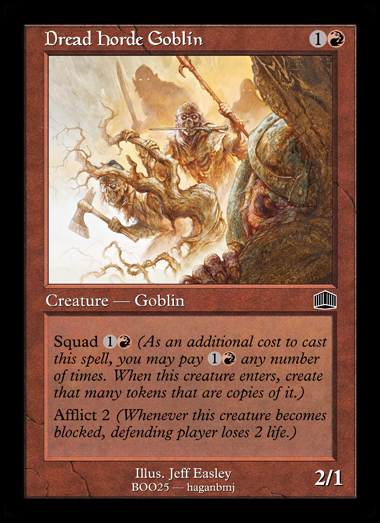 Dread Horde Goblin 1
Creature — Goblin
Squad 1 (As an additional cost to cast
this spell, you may pay 1 any number
of times. When this creature enters, create
that many tokens that are copies of it.)
Afflict 2 (Whenever this creature becomes
blocked, defending player loses 2 life.)
Illus. Jeff Easley
BOO25 — haganbmj
2/1